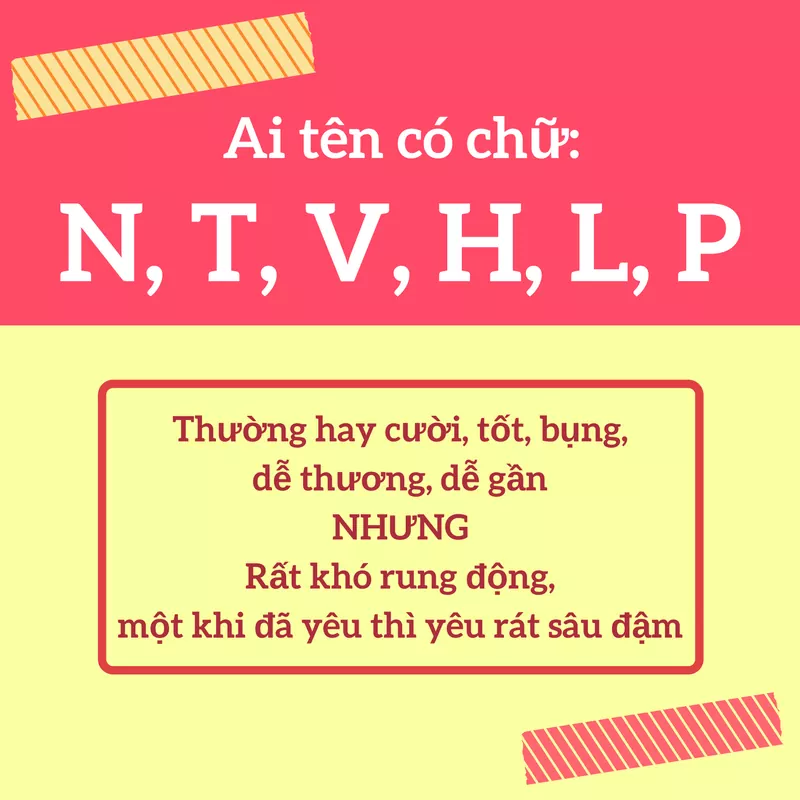 Ai tên có chữ:
N, T, V, H, L, P
Thường hay cười, tốt, bụng,
dễ thương, dễ gần
NHƯNG
Rất khó rung động,
một khi đã yêu thì yêu rát sâu đậm